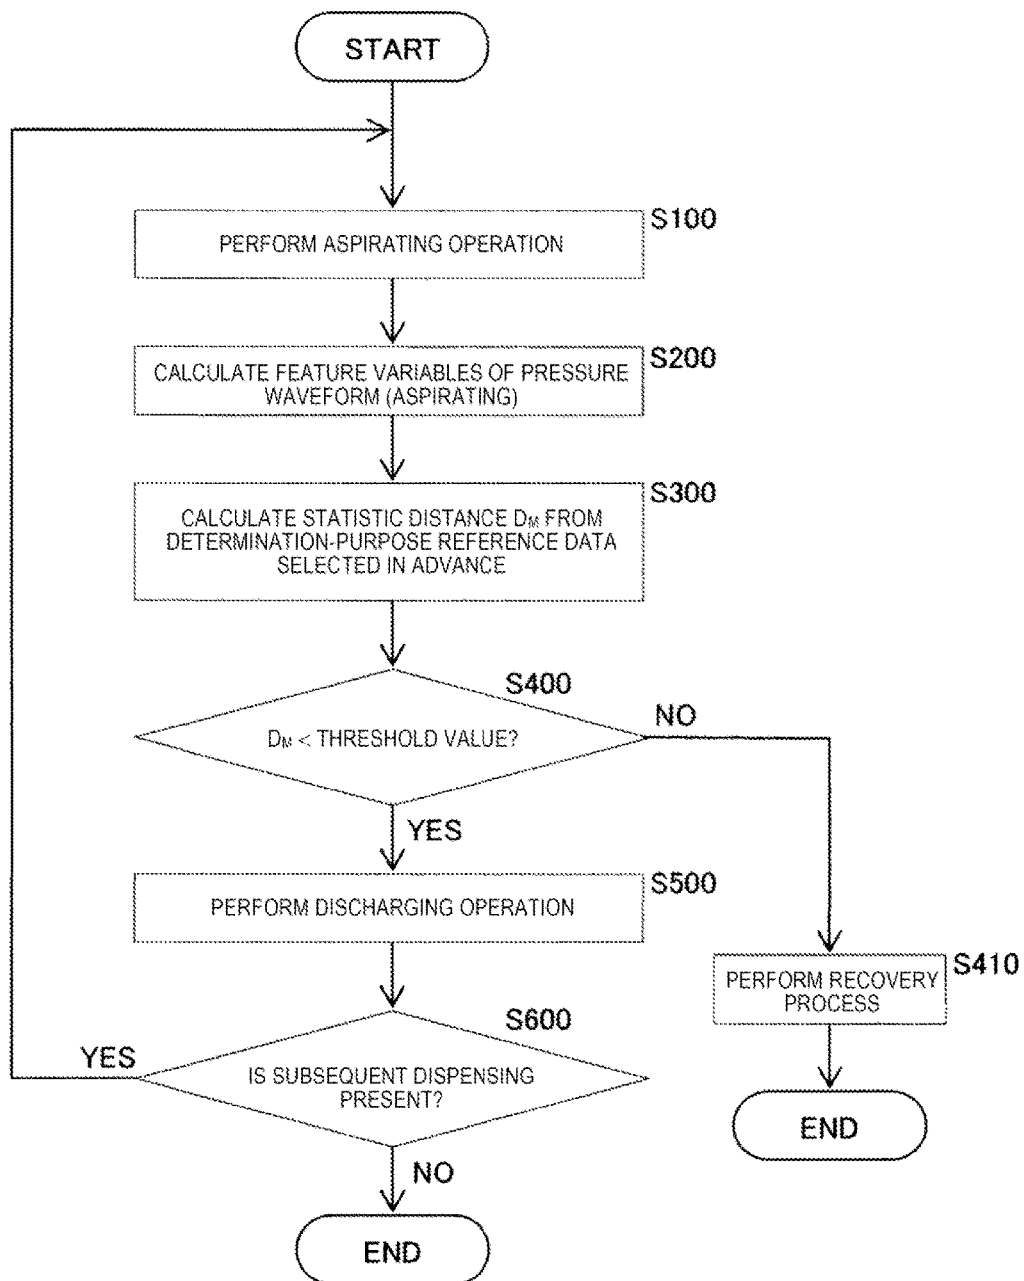 START
S100
PERFORM ASPIRATING OPERATION
S200
CALCULATE FEATURE VARIABLES OF PRESSURE
WAVEFORM (ASPIRATING)
S300
CALCULATE STATISTIC DISTANCE DM FROM
DETERMINATION-PURPOSE REFERENCE DATA
SELECTED IN ADVANCE
S400
NO
DM < THRESHOLD VALUE?
YES
S500
PERFORM DISCHARGING OPERATION
S410
PERFORM RECOVERY
PROCESS
S600
YES
IS SUBSEQUENT DISPENSING
PRESENT?
END
NO
END